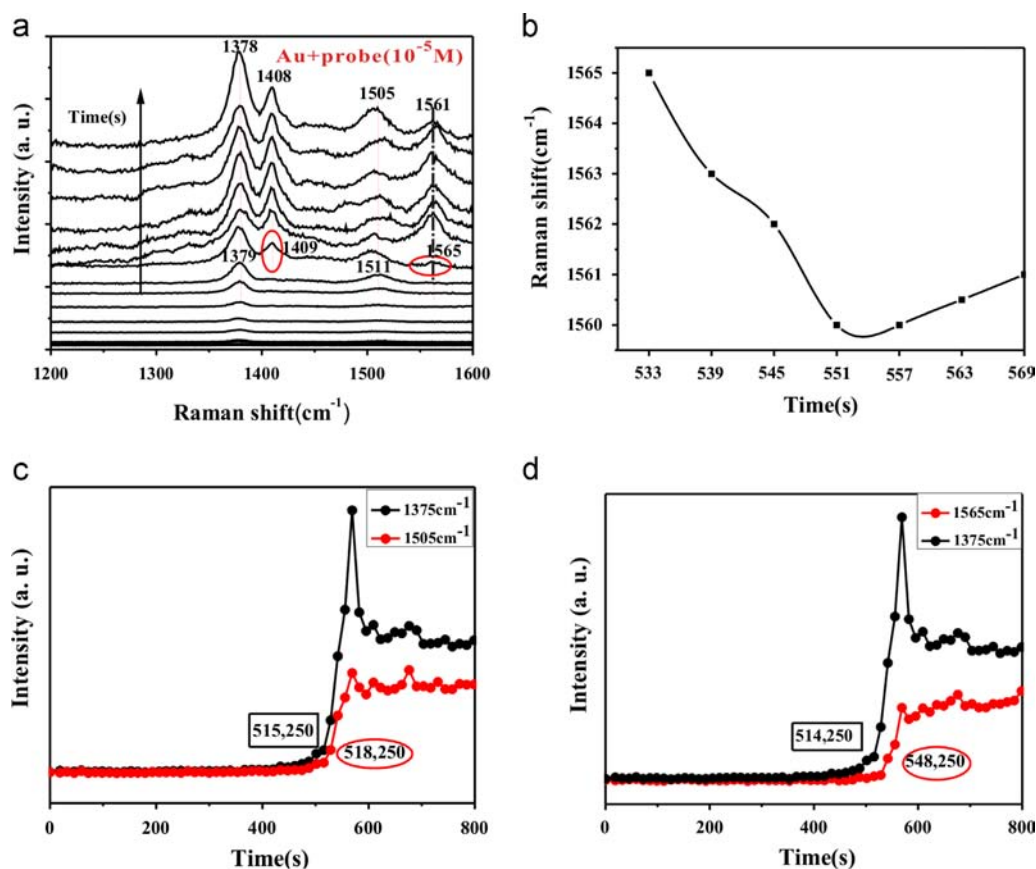 a
1378
Au+probe(10⁻⁵M)
1408
1505
1561
Time(s)
Intensity (a. u.)
1379
1409
1511
1565
1200 1300 1400 1500 1600
Raman shift(cm⁻¹)
b
1565
1564
1563
1562
1561
1560
Raman shift(cm⁻¹)
533 539 545 551 557 563 569
Time(s)
c
1375cm⁻¹
1505cm⁻¹
Intensity (a. u.)
515,250
518,250
0 200 400 600 800
Time(s)
d
1565cm⁻¹
1375cm⁻¹
Intensity (a. u.)
514,250
548,250
0 200 400 600 800
Time(s)